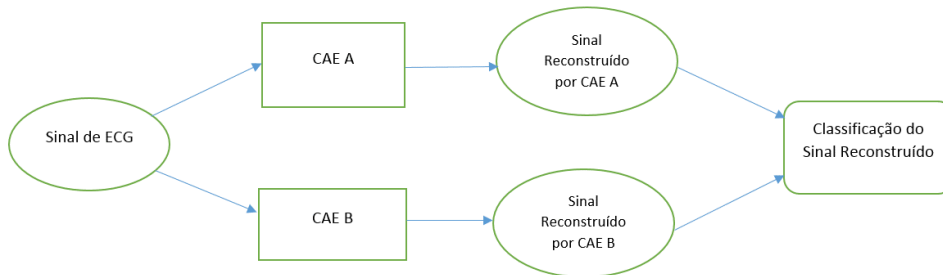 Sinal de ECG
CAE A
Sinal
Reconstruído
por CAE A
CAE B
Sinal
Reconstruído
por CAE B
Classificação do
Sinal Reconstruído